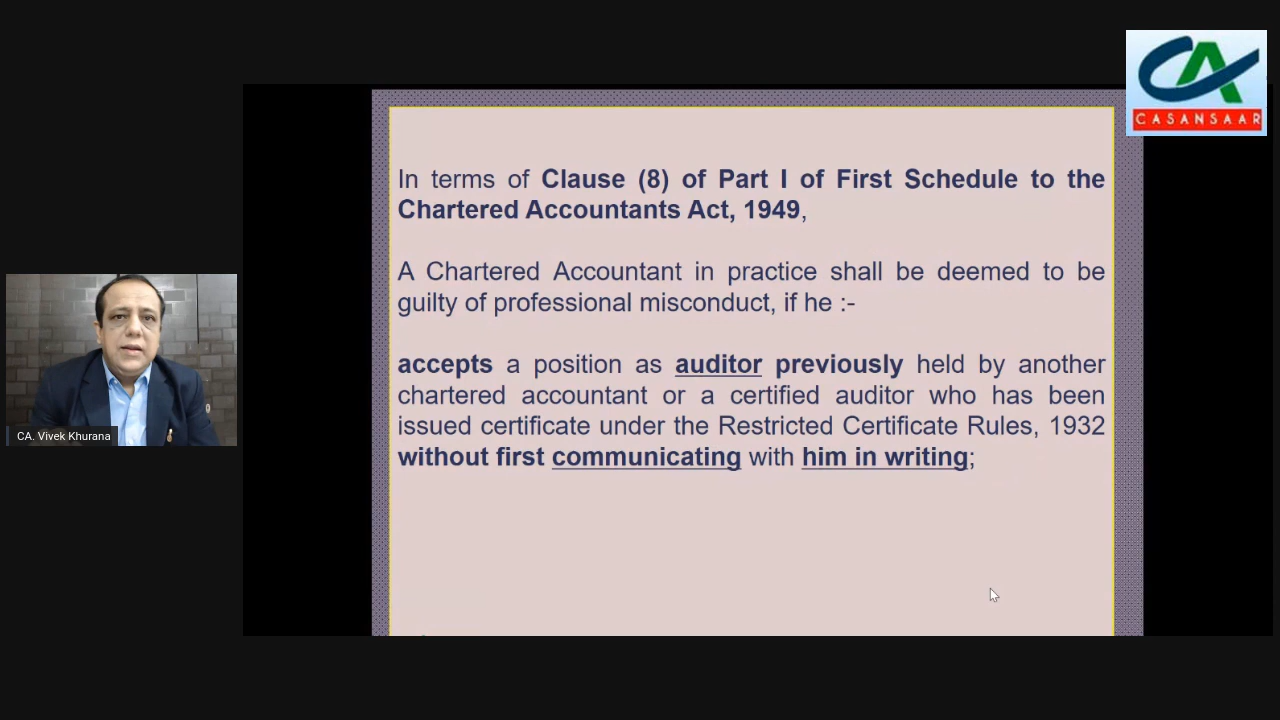 CA
CASANSAAR
In terms of Clause (8) of Part I of First Schedule to the
Chartered Accountants Act, 1949,
A Chartered Accountant in practice shall be deemed to be
guilty of professional misconduct, if he :-
accepts a position as auditor previously held by another
chartered accountant or a certified auditor who has been
issued certificate under the Restricted Certificate Rules, 1932
without first communicating with him in writing;
CA. Vivek Khurana